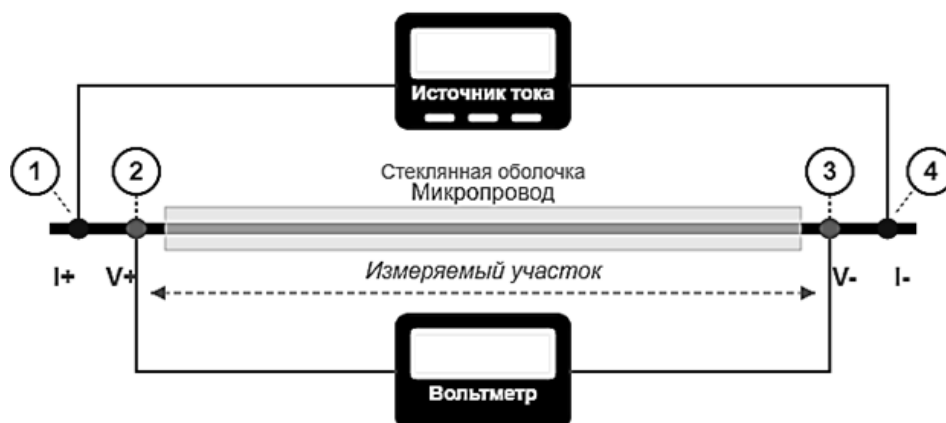 Источник тока
1
2
3
4
Стеклянная оболочка
Микропровод
I+
V+
V-
I-
Измеряемый участок
Вольтметр